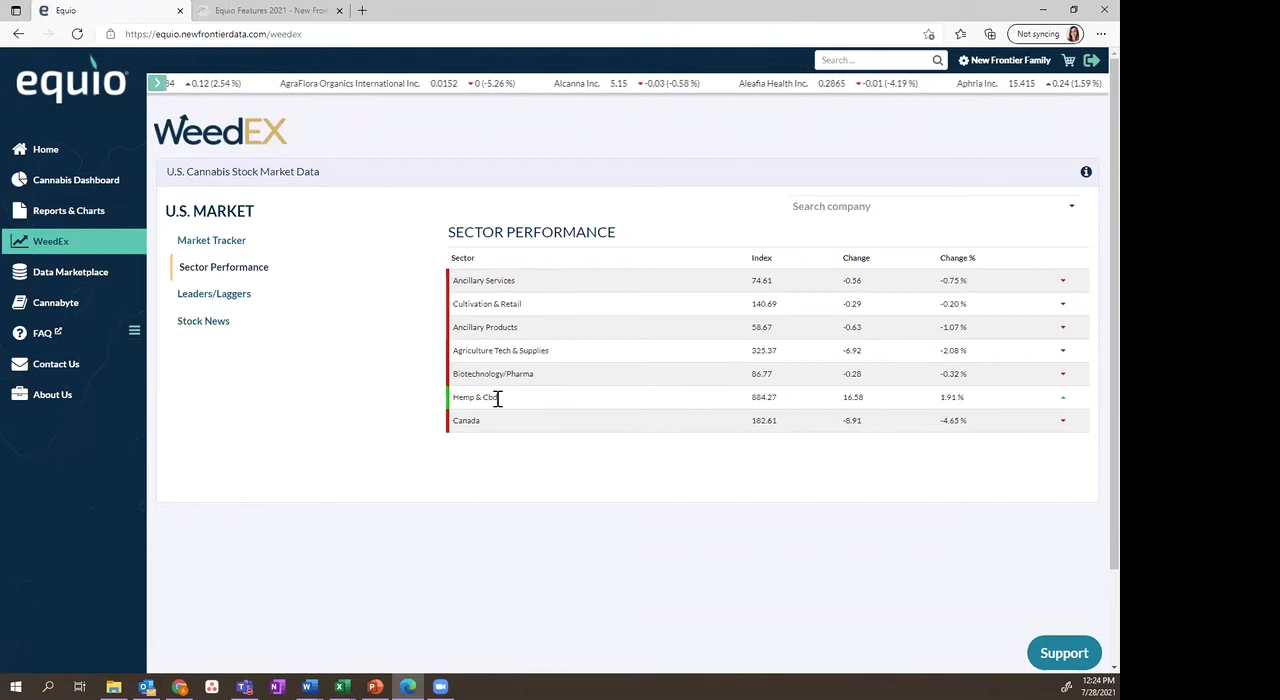 Equio
Equio Features 2021 - New Fron
https://equio.newfrontierdata.com/weedex
Not syncing
equio
Search ...
New Frontier Family
34 0.12 (2.54 %) AgraFlora Organics International Inc. 0.0152 0 (-5.26 %) Alcanna Inc. 5.15 -0.03 (-0.58 %) Aleafia Health Inc. 0.2865 -0.01 (-4.19 %) Aphria Inc. 15.415 0.24 (1.59 %)
WeedEX
Home
Cannabis Dashboard
Reports & Charts
WeedEx
Data Marketplace
Cannabyte
FAQ
Contact Us
About Us
U.S. Cannabis Stock Market Data
U.S. MARKET
Market Tracker
Sector Performance
Leaders/Laggers
Stock News
Search company
SECTOR PERFORMANCE
Sector Index Change Change %
Ancillary Services 74.61 -0.56 -0.75 %
Cultivation & Retail 140.69 -0.29 -0.20 %
Ancillary Products 58.67 -0.63 -1.07 %
Agriculture Tech & Supplies 325.37 -6.92 -2.08 %
Biotechnology/Pharma 86.77 -0.28 -0.32 %
Hemp & Cbd 884.27 16.58 1.91 %
Canada 182.61 -8.91 -4.65 %
Support
12:24 PM
7/28/2021